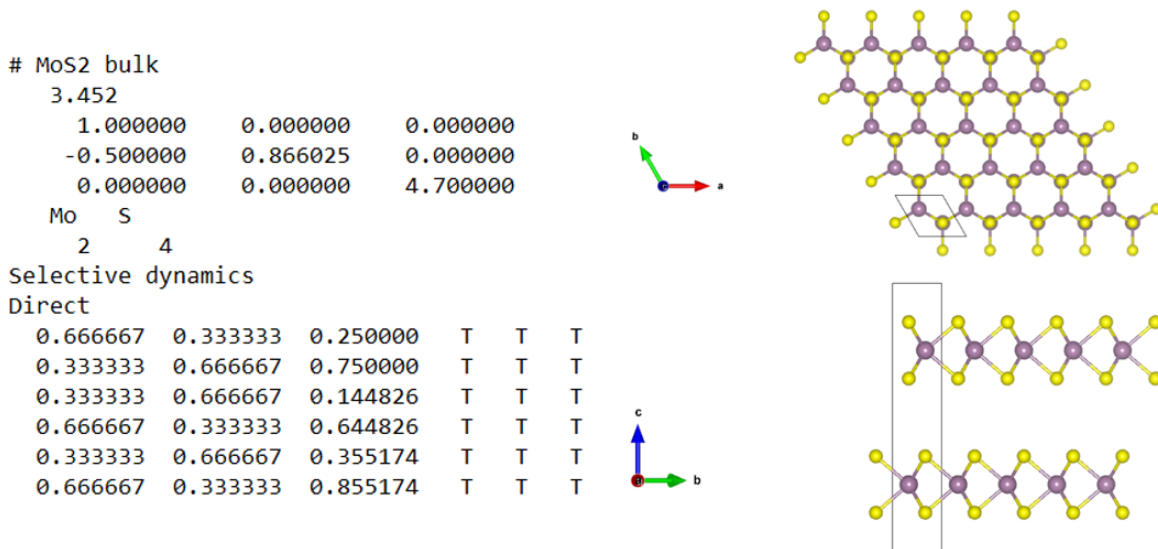 # MoS2 bulk
3.452
1.000000 0.000000 0.000000
-0.500000 0.866025 0.000000
0.000000 0.000000 4.700000
Mo S
2 4
Selective dynamics
Direct
0.666667 0.333333 0.250000 T T T
0.333333 0.666667 0.750000 T T T
0.333333 0.666667 0.144826 T T T
0.666667 0.333333 0.644826 T T T
0.333333 0.666667 0.355174 T T T
0.666667 0.333333 0.855174 T T T
b
a
c
b